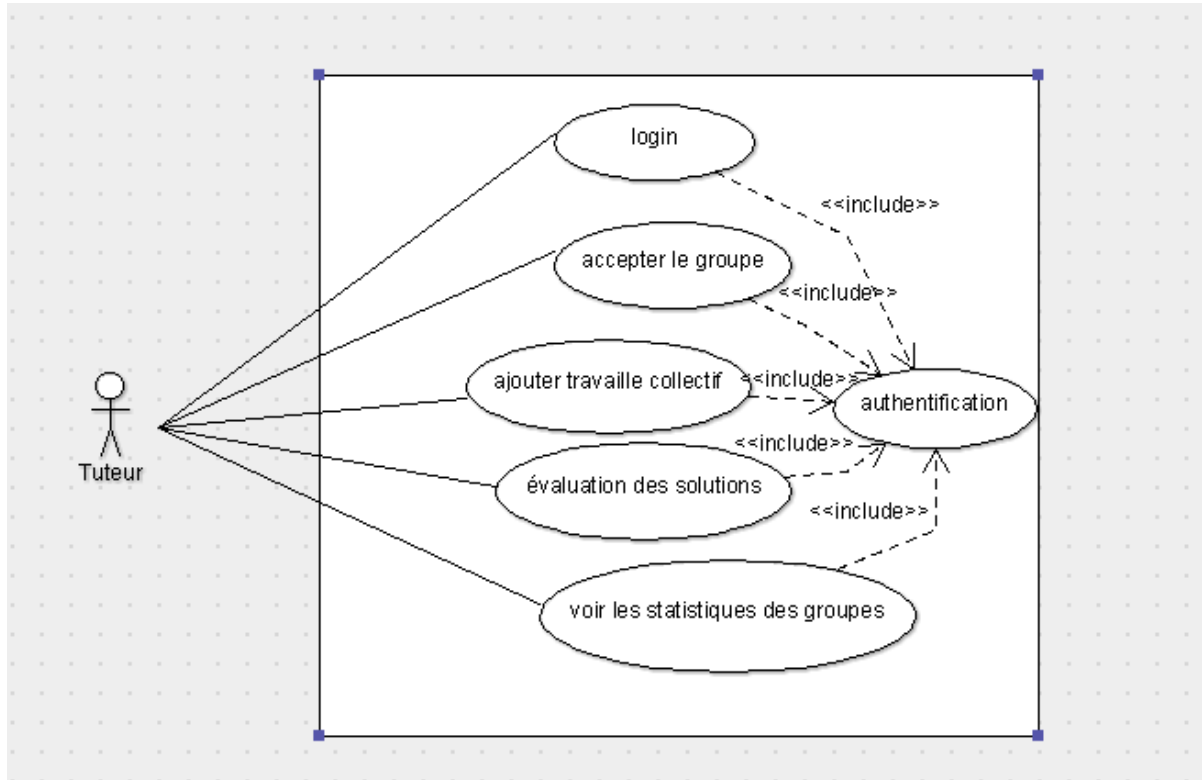 login
<<include>>
accepter le groupe
<<include>>
ajouter travaille collectif
<<include>>
authentification
<<include>>
Tuteur
évaluation des solutions
<<include>>
voir les statistiques des groupes